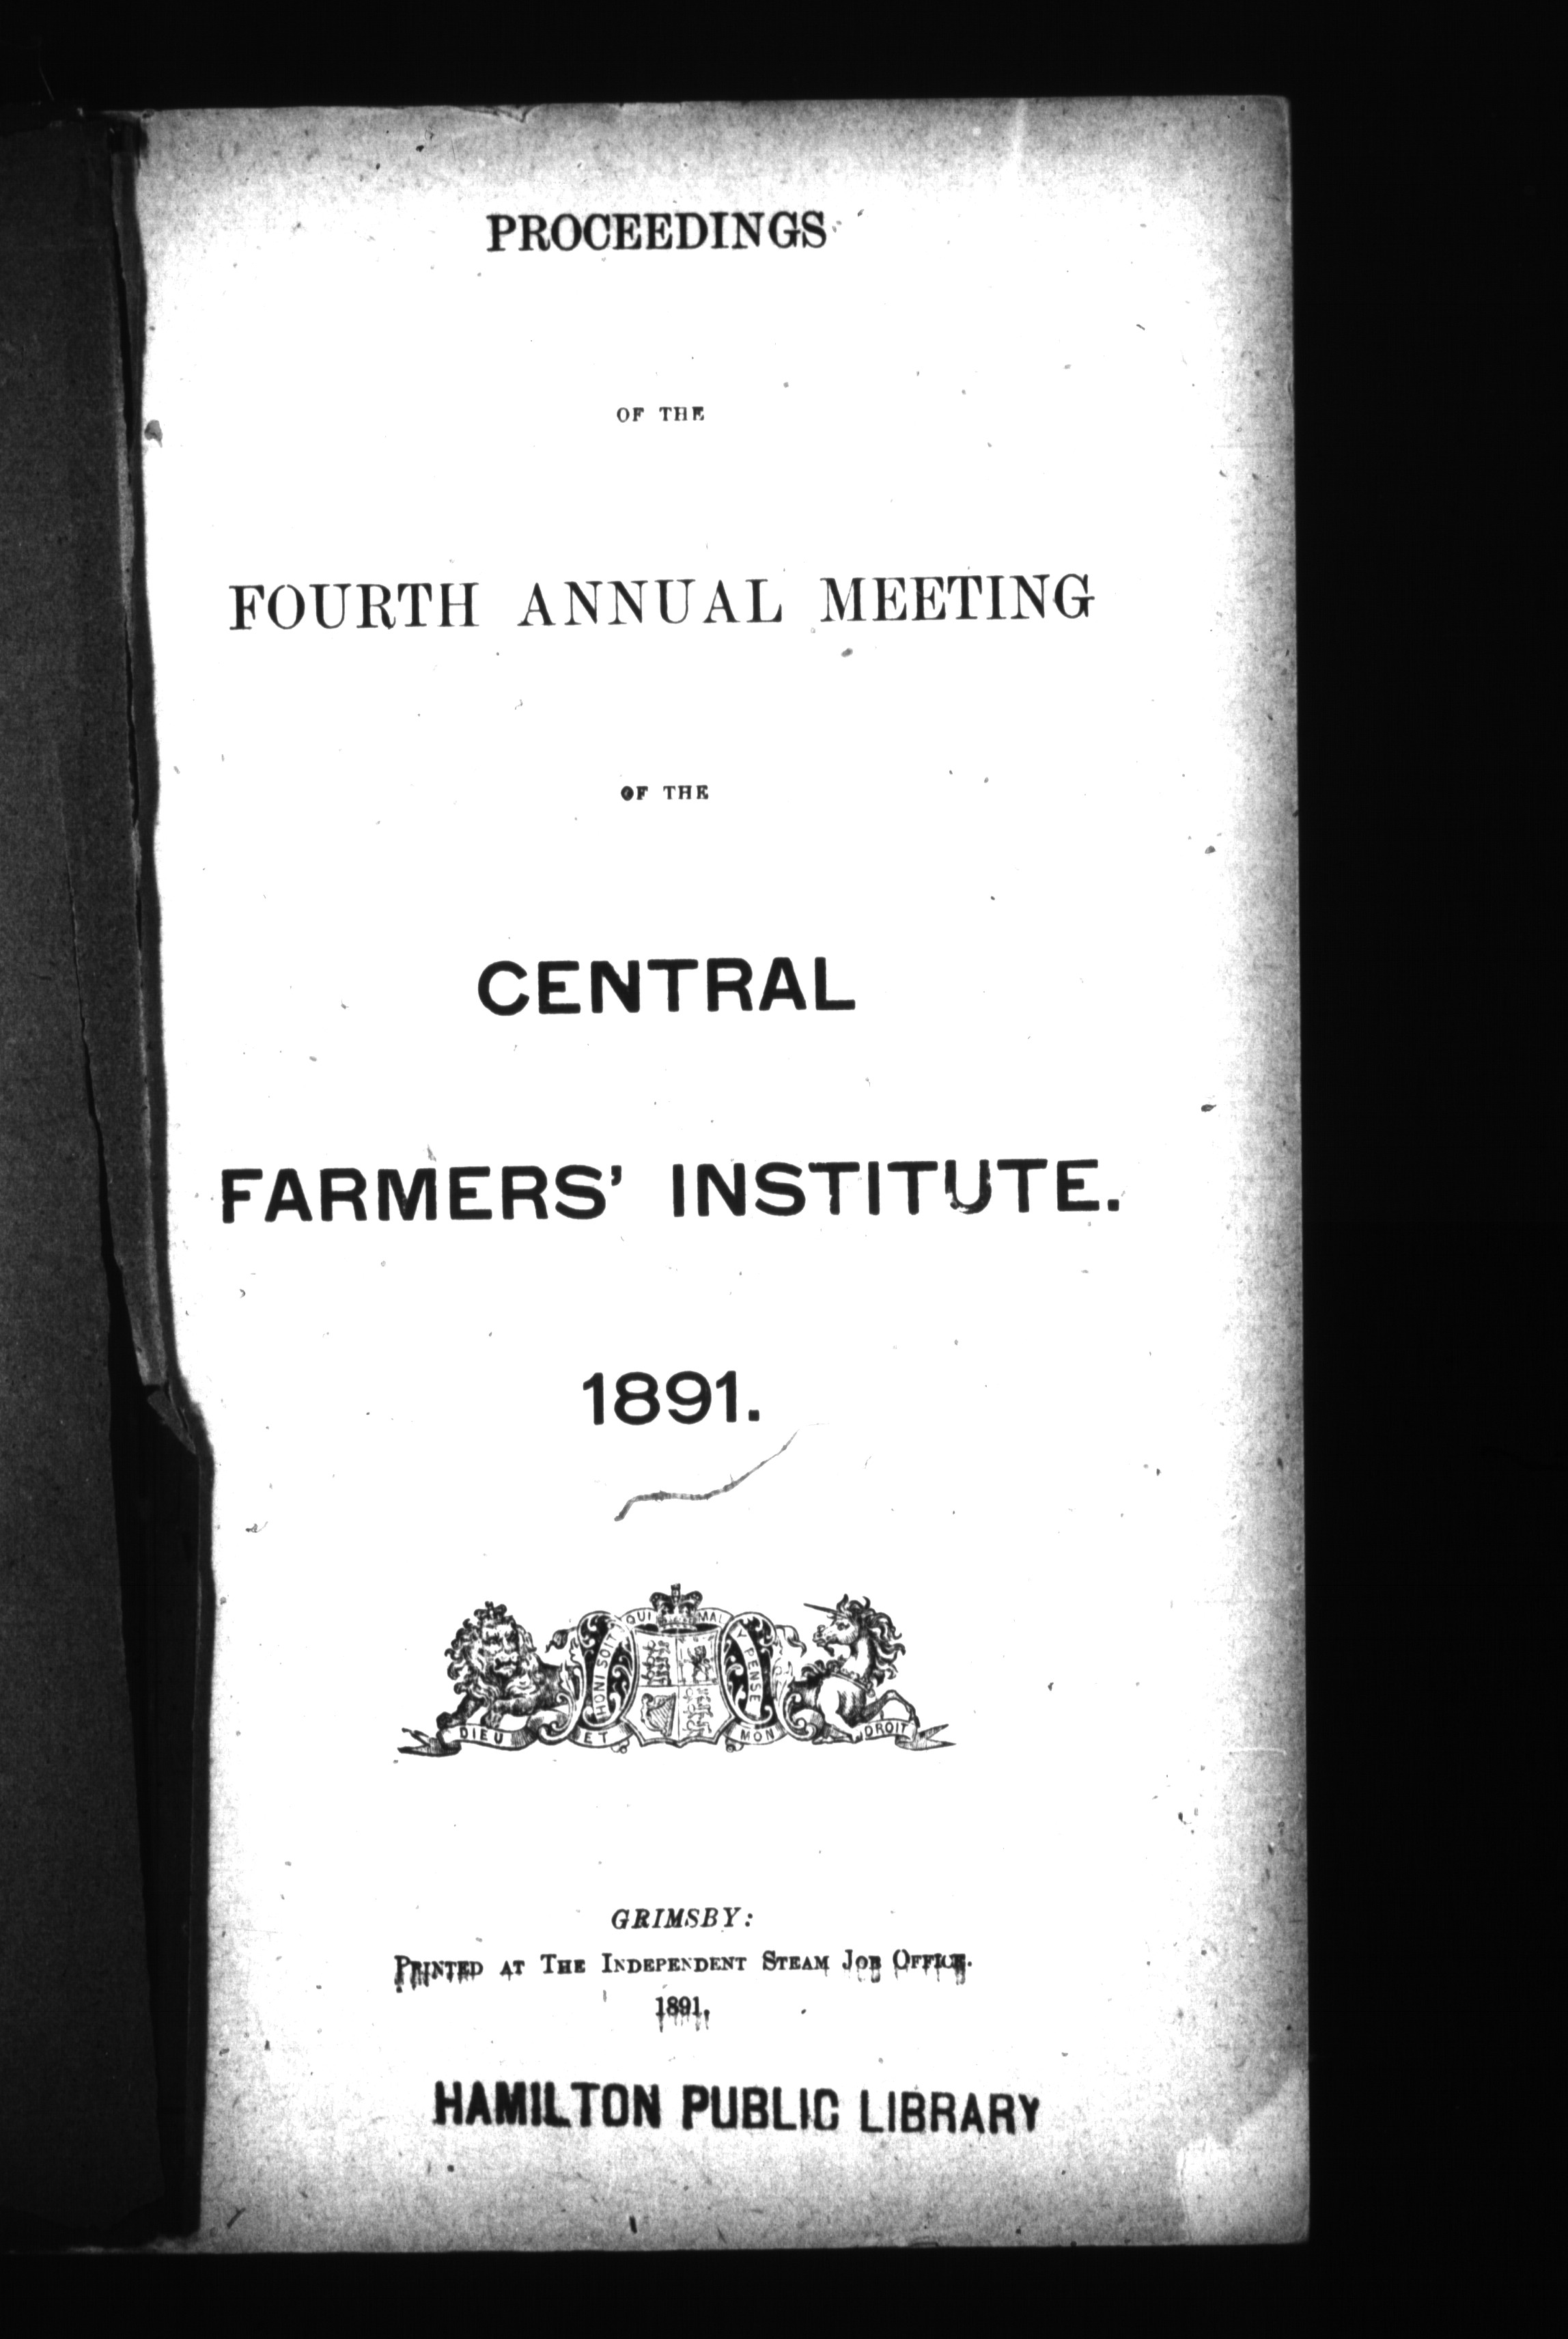 PROCEEDINGS
OF THE
FOURTH ANNUAL MEETING
OF THE
CENTRAL
FARMERS' INSTITUTE.
1891.
HONI SOIT QUI MAL Y PENSE
DIEU ET MON DROIT
GRIMSBY:
PRINTED AT THE INDEPENDENT STEAM JOB OFFICE.
1891.
HAMILTON PUBLIC LIBRARY